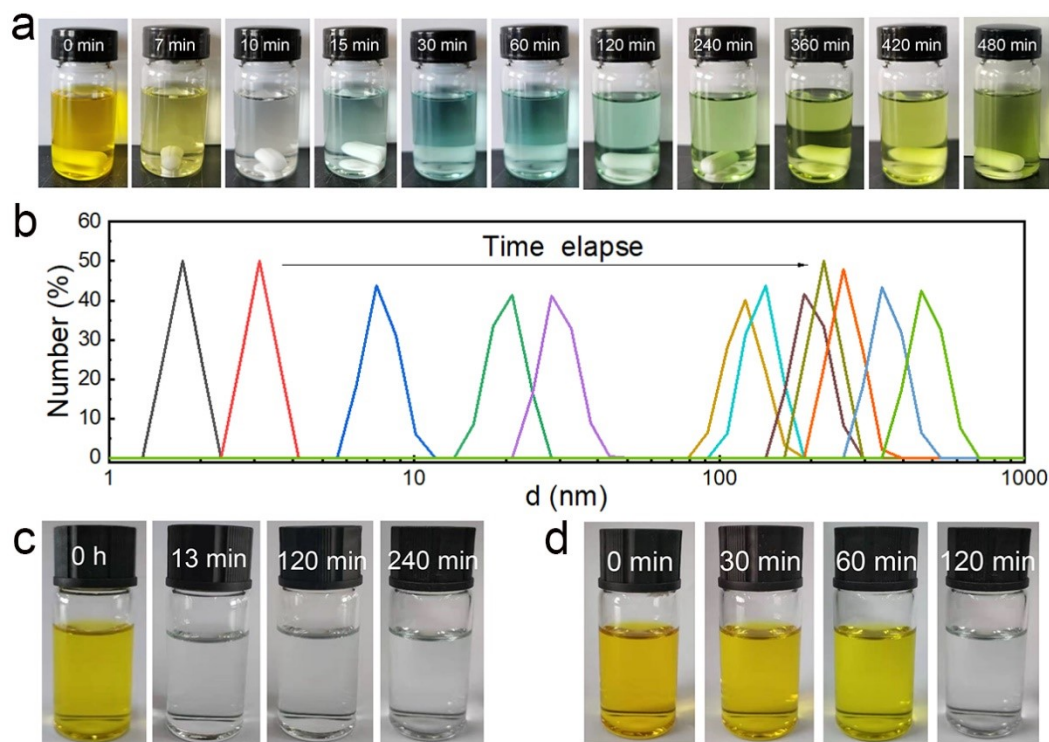 a
0 min 7 min 10 min 15 min 30 min 60 min 120 min 240 min 360 min 420 min 480 min
b
60
50
40
30
20
10
0
Number (%)
Time elapse
1 10 100 1000
d (nm)
c
0 h 13 min 120 min 240 min
d
0 min 30 min 60 min 120 min